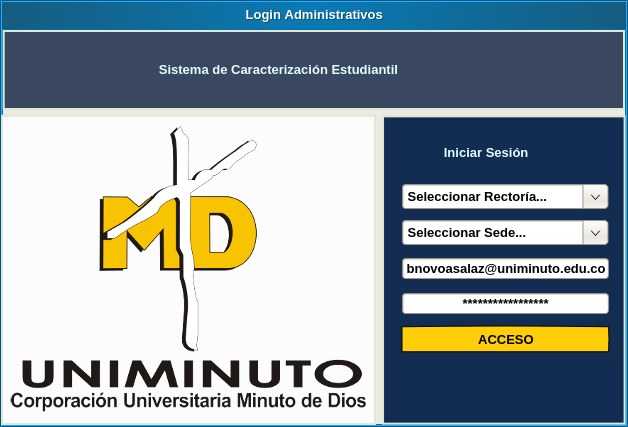 Login Administrativos
Sistema de Caracterización Estudiantil
MD
UNIMINUTO
Corporación Universitaria Minuto de Dios
Iniciar Sesión
Seleccionar Rectoría...
Seleccionar Sede...
bnovoasalaz@uniminuto.edu.co
*****************
ACCESO